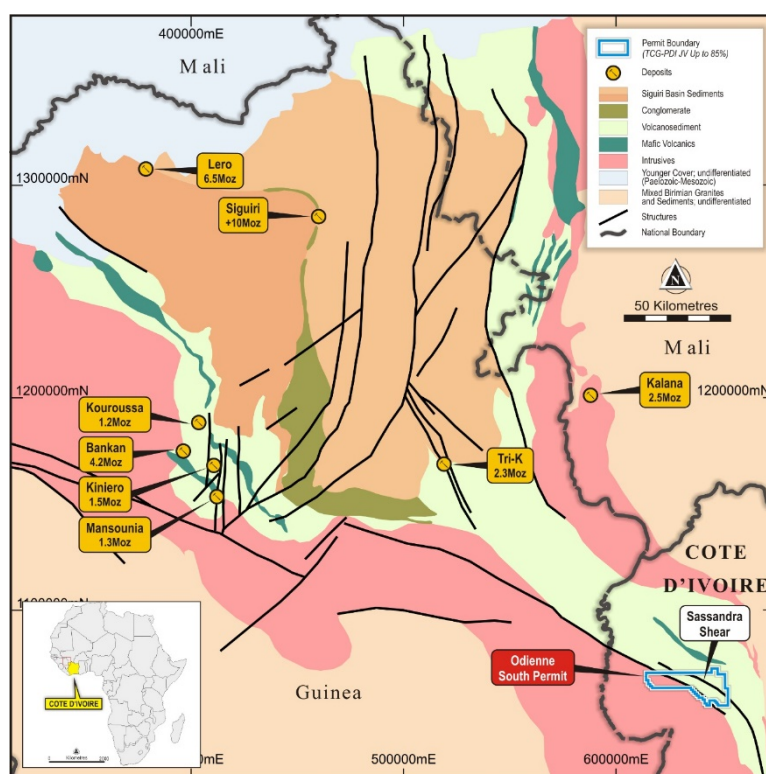 400000mE
500000mE
600000mE
Mali
Permit Boundary
(TCG-PDI JV Up to 85%)
Deposits
Siguiri Basin Sediments
Conglomerate
Volcanosediment
Mafic Volcanics
Intrusives
Younger Cover; undifferentiated
(Paelozoic-Mesozoic)
Mixed Birimian Granites
and Sediments; undifferentiated
Structures
National Boundary
Lero
6.5Moz
1300000mN
Siguiri
+10Moz
N
50 Kilometres
Mali
1200000mN
Kalana
2.5Moz
1200000mN
Kouroussa
1.2Moz
Bankan
4.2Moz
Kiniero
1.5Moz
Mansounia
1.3Moz
Tri-K
2.3Moz
COTE
D'IVOIRE
Sassandra
Shear
Odienne
South Permit
Guinea
COTE D'IVOIRE
Kilometres
500000mE
600000mE